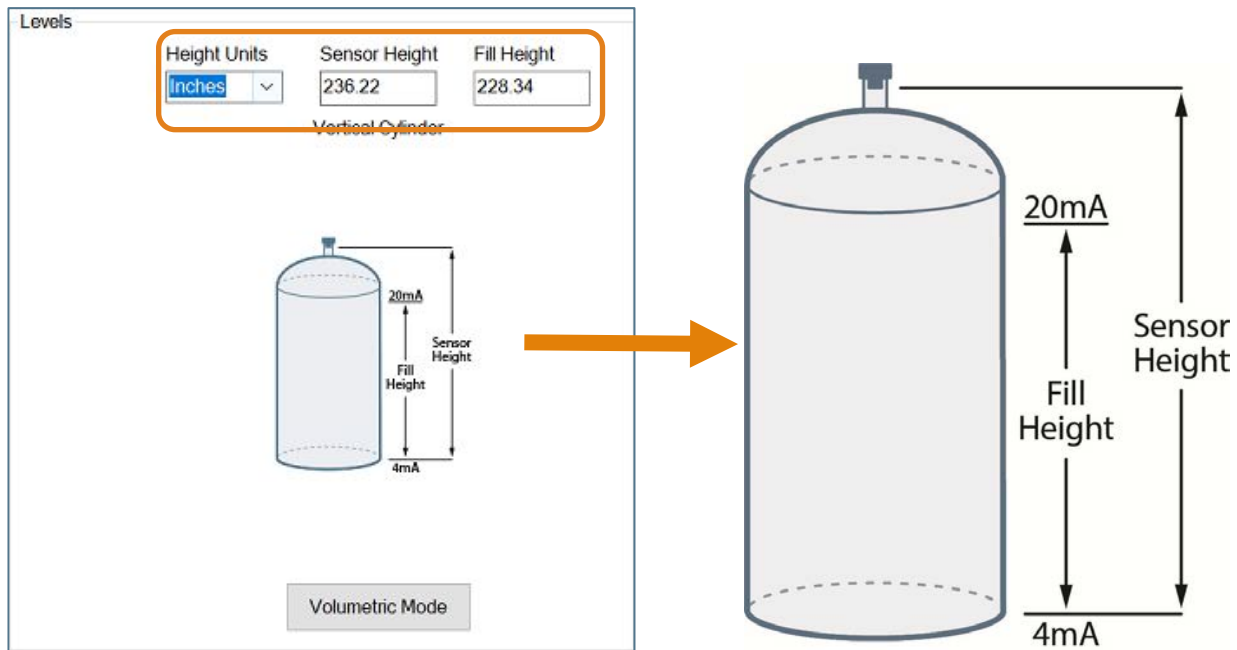 Levels
Height Units Sensor Height Fill Height
Inches 236.22 228.34
Vertical Cylinder
20mA
Sensor
Height
Fill
Height
4mA
Volumetric Mode
20mA
Sensor
Height
Fill
Height
4mA